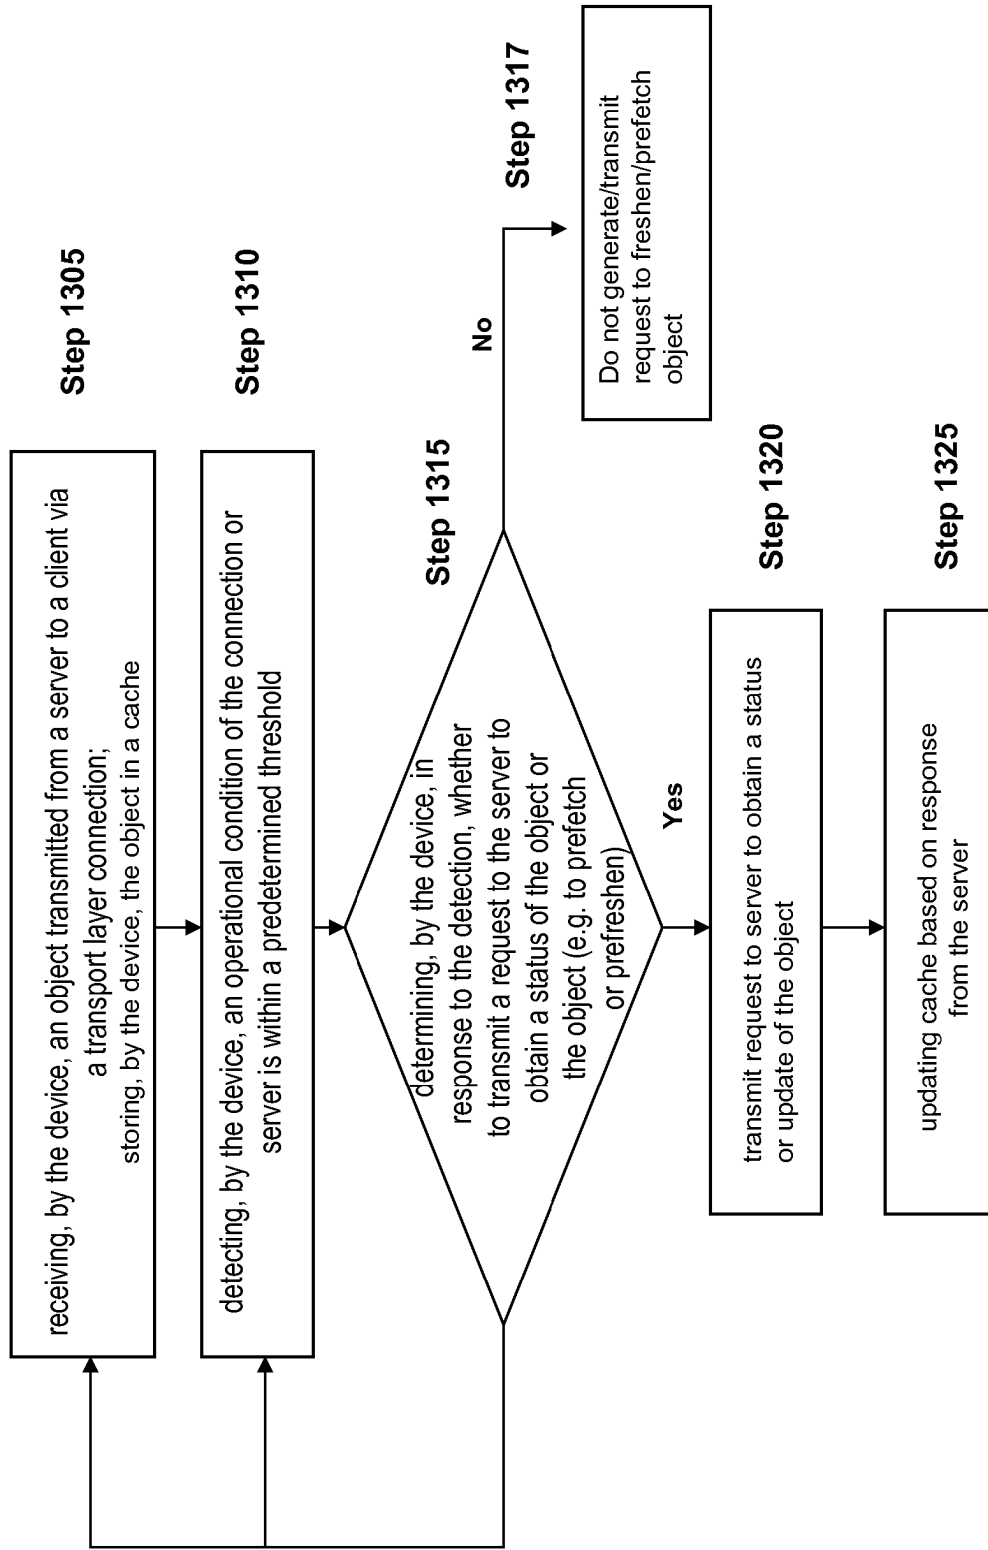 receiving, by the device, an object transmitted from a server to a client via
a transport layer connection;
storing, by the device, the object in a cache
Step 1305
detecting, by the device, an operational condition of the connection or
server is within a predetermined threshold
Step 1310
determining, by the device, in
response to the detection, whether
to transmit a request to the server to
obtain a status of the object or
the object (e.g. to prefetch
or prefreshen)
Step 1315
No
Step 1317
Do not generate/transmit
request to freshen/prefetch
object
Yes
transmit request to server to obtain a status
or update of the object
Step 1320
updating cache based on response
from the server
Step 1325